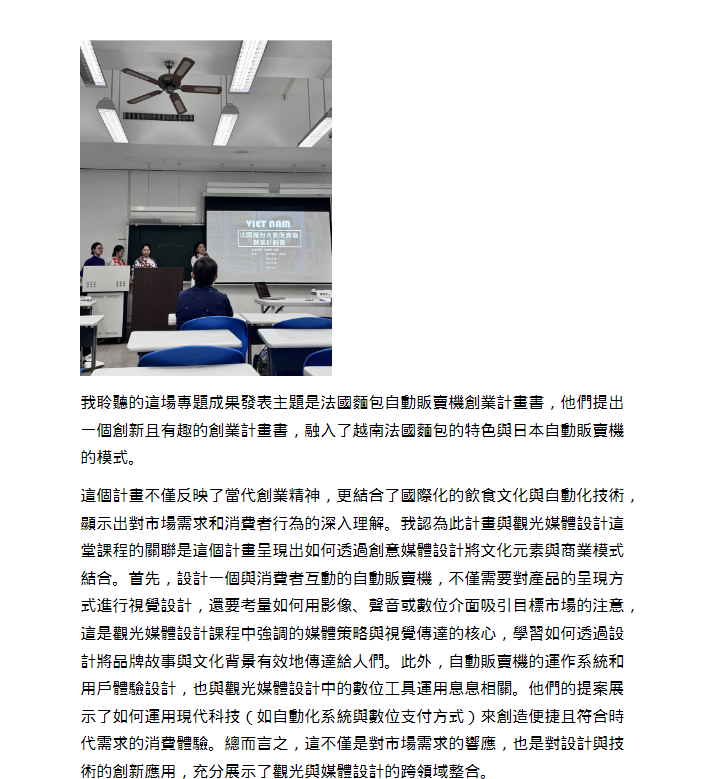 VIET NAM
法國麵包自動販賣機
創業計劃書
我聆聽的這場專題成果發表主題是法國麵包自動販賣機創業計畫書，他們提出
一個創新且有趣的創業計畫書，融入了越南法國麵包的特色與日本自動販賣機
的模式。
這個計畫不僅反映了當代創業精神，更結合了國際化的飲食文化與自動化技術，
顯示出對市場需求和消費者行為的深入理解。我認為此計畫與觀光媒體設計這
堂課程的關聯是這個計畫呈現出如何透過創意媒體設計將文化元素與商業模式
結合。首先，設計一個與消費者互動的自動販賣機，不僅需要對產品的呈現方
式進行視覺設計，還要考量如何用影像、聲音或數位介面吸引目標市場的注意，
這是觀光媒體設計課程中強調的媒體策略與視覺傳達的核心，學習如何透過設
計將品牌故事與文化背景有效地傳達給人們。此外，自動販賣機的運作系統和
用戶體驗設計，也與觀光媒體設計中的數位工具運用息息相關。他們的提案展
示了如何運用現代科技（如自動化系統與數位支付方式）來創造便捷且符合時
代需求的消費體驗。總而言之，這不僅是對市場需求的響應，也是對設計與技
術的創新應用，充分展示了觀光與媒體設計的跨領域整合。